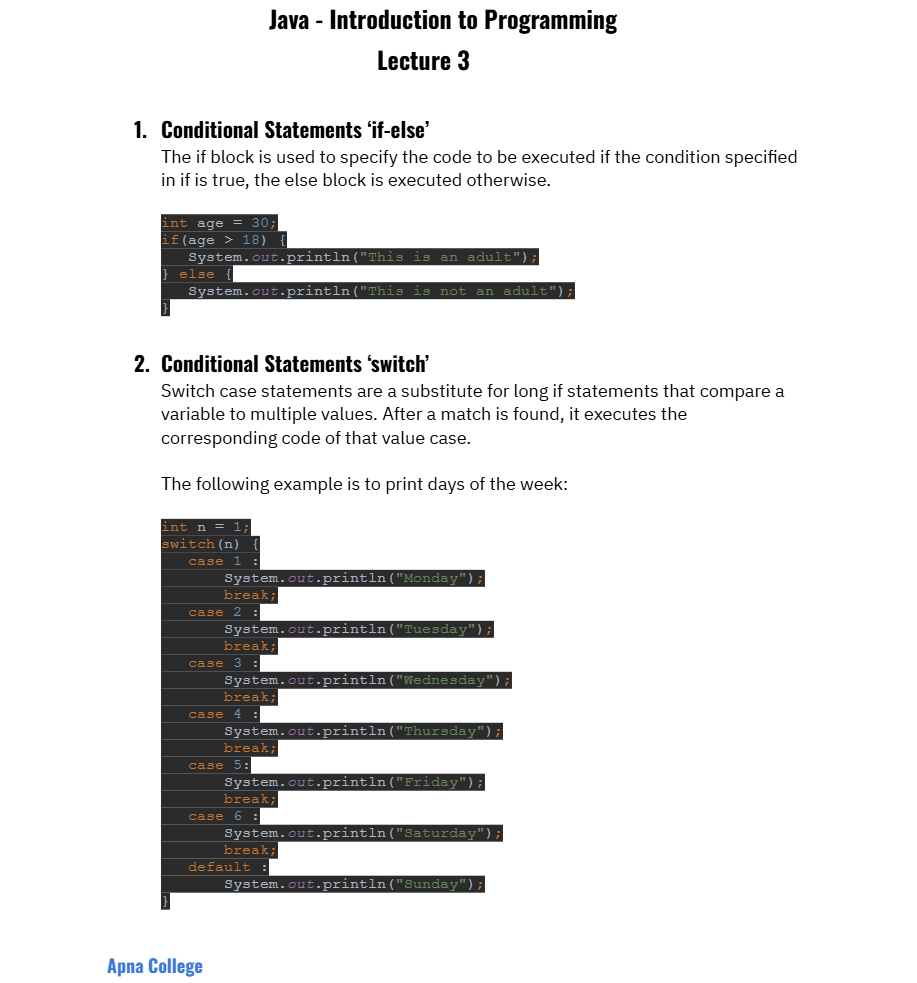 Java - Introduction to Programming
Lecture 3
1. Conditional Statements ‘if-else’
The if block is used to specify the code to be executed if the condition specified
in if is true, the else block is executed otherwise.
int age = 30;
if(age > 18) {
   System.out.println("This is an adult");
} else {
   System.out.println("This is not an adult");
}
2. Conditional Statements ‘switch’
Switch case statements are a substitute for long if statements that compare a
variable to multiple values. After a match is found, it executes the
corresponding code of that value case.
The following example is to print days of the week:
int n = 1;
switch(n) {
   case 1 :
       System.out.println("Monday");
       break;
   case 2 :
       System.out.println("Tuesday");
       break;
   case 3 :
       System.out.println("Wednesday");
       break;
   case 4 :
       System.out.println("Thursday");
       break;
   case 5:
       System.out.println("Friday");
       break;
   case 6 :
       System.out.println("Saturday");
       break;
   default :
       System.out.println("Sunday");
}
Apna College